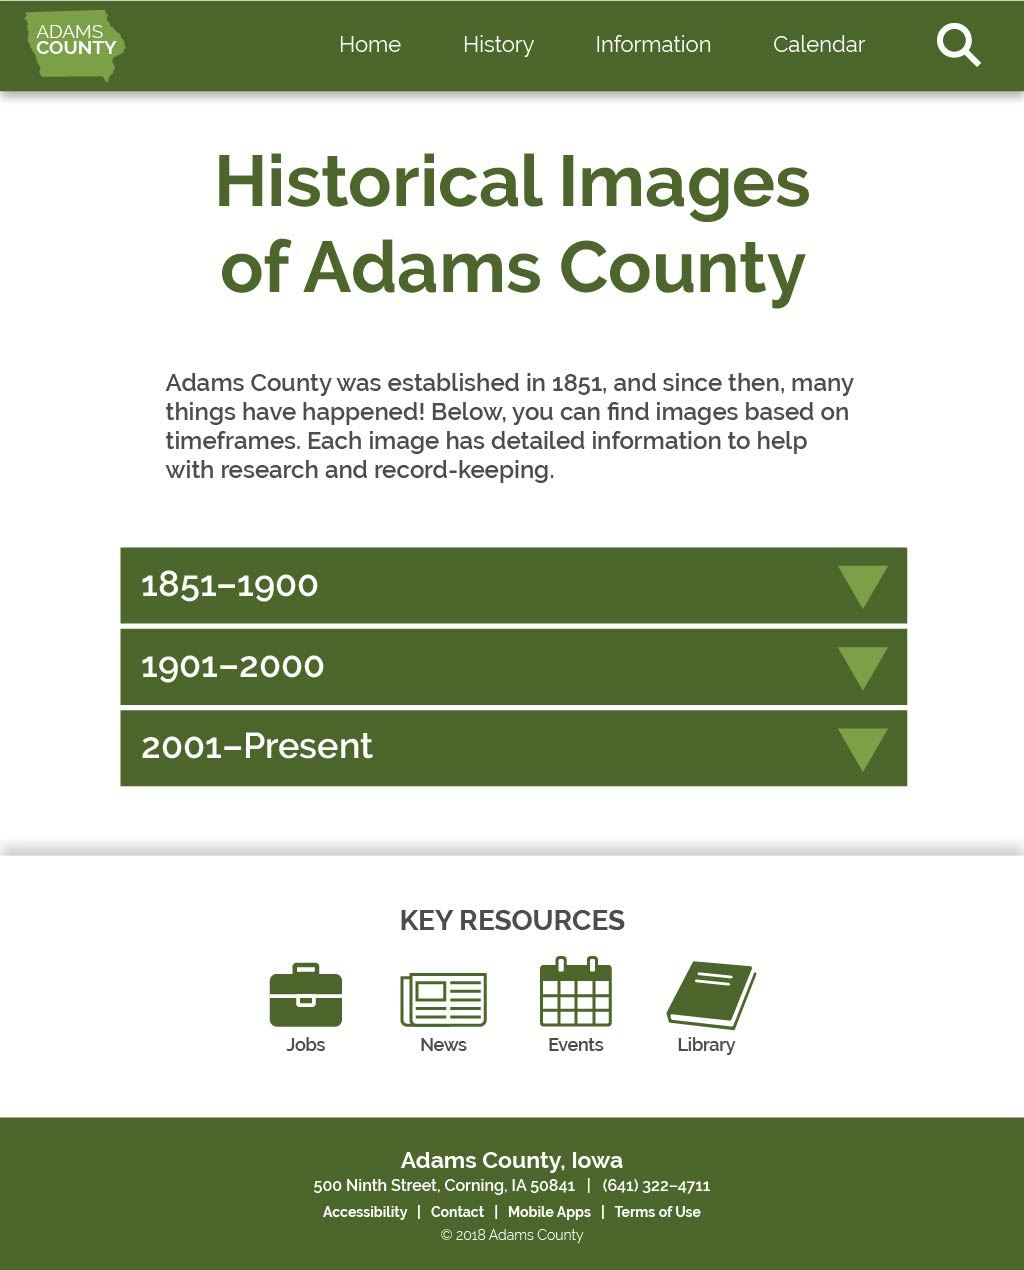 ADAMS
COUNTY
Home History Information Calendar
Historical Images
of Adams County
Adams County was established in 1851, and since then, many
things have happened! Below, you can find images based on
timeframes. Each image has detailed information to help
with research and record-keeping.
1851–1900
1901–2000
2001–Present
KEY RESOURCES
Jobs News Events Library
Adams County, Iowa
500 Ninth Street, Corning, IA 50841 | (641) 322–4711
Accessibility | Contact | Mobile Apps | Terms of Use
© 2018 Adams County